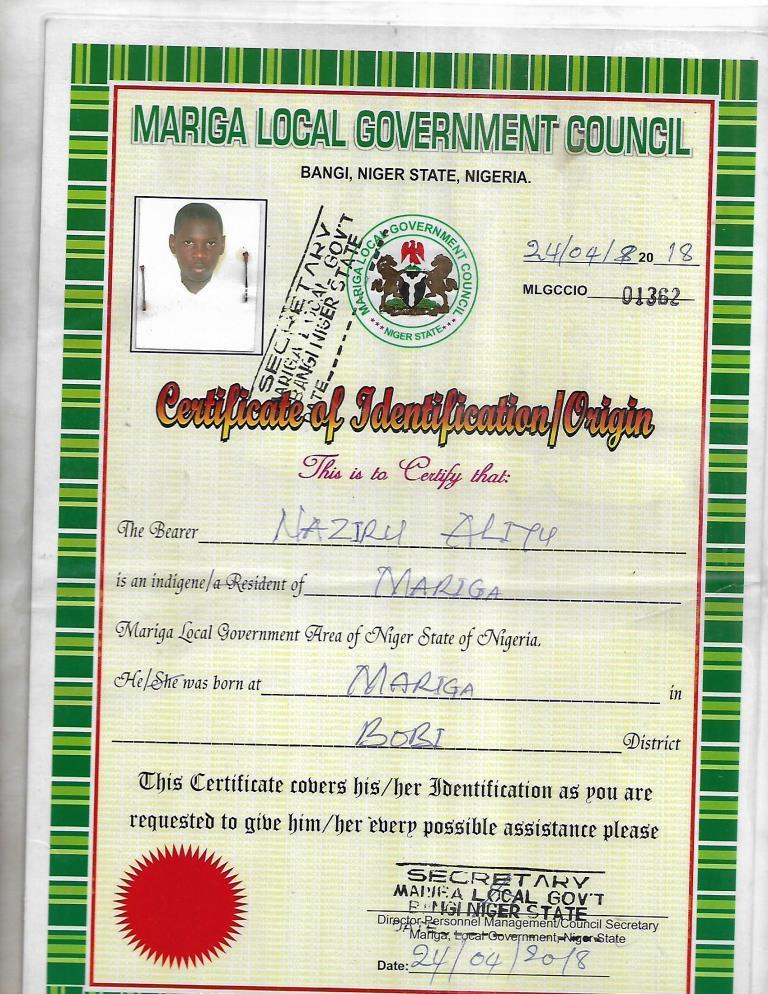 MARIGA LOCAL GOVERNMENT COUNCIL
BANGI, NIGER STATE, NIGERIA.
SECRETARY
MARIGA LOCAL GOV'T
BANGI NIGER STATE
MARIGA LOCAL GOVERNMENT COUNCIL
NIGER STATE
24/04/ 20 18
MLGCCIO 01362
Certificate of Identification/Origin
This is to Certify that:
The Bearer NAZIRU ALIYU
is an indigene/a Resident of MARIGA
Mariga Local Government Area of Niger State of Nigeria.
He/She was born at MARIGA in
BOBI District
This Certificate covers his/her Identification as you are
requested to give him/her every possible assistance please
SECRETARY
MARIGA LOCAL GOV'T
BANGI NIGER STATE
Director Personnel Management/Council Secretary
Mariga, Local Government, Niger State
Date: 24/04/2018